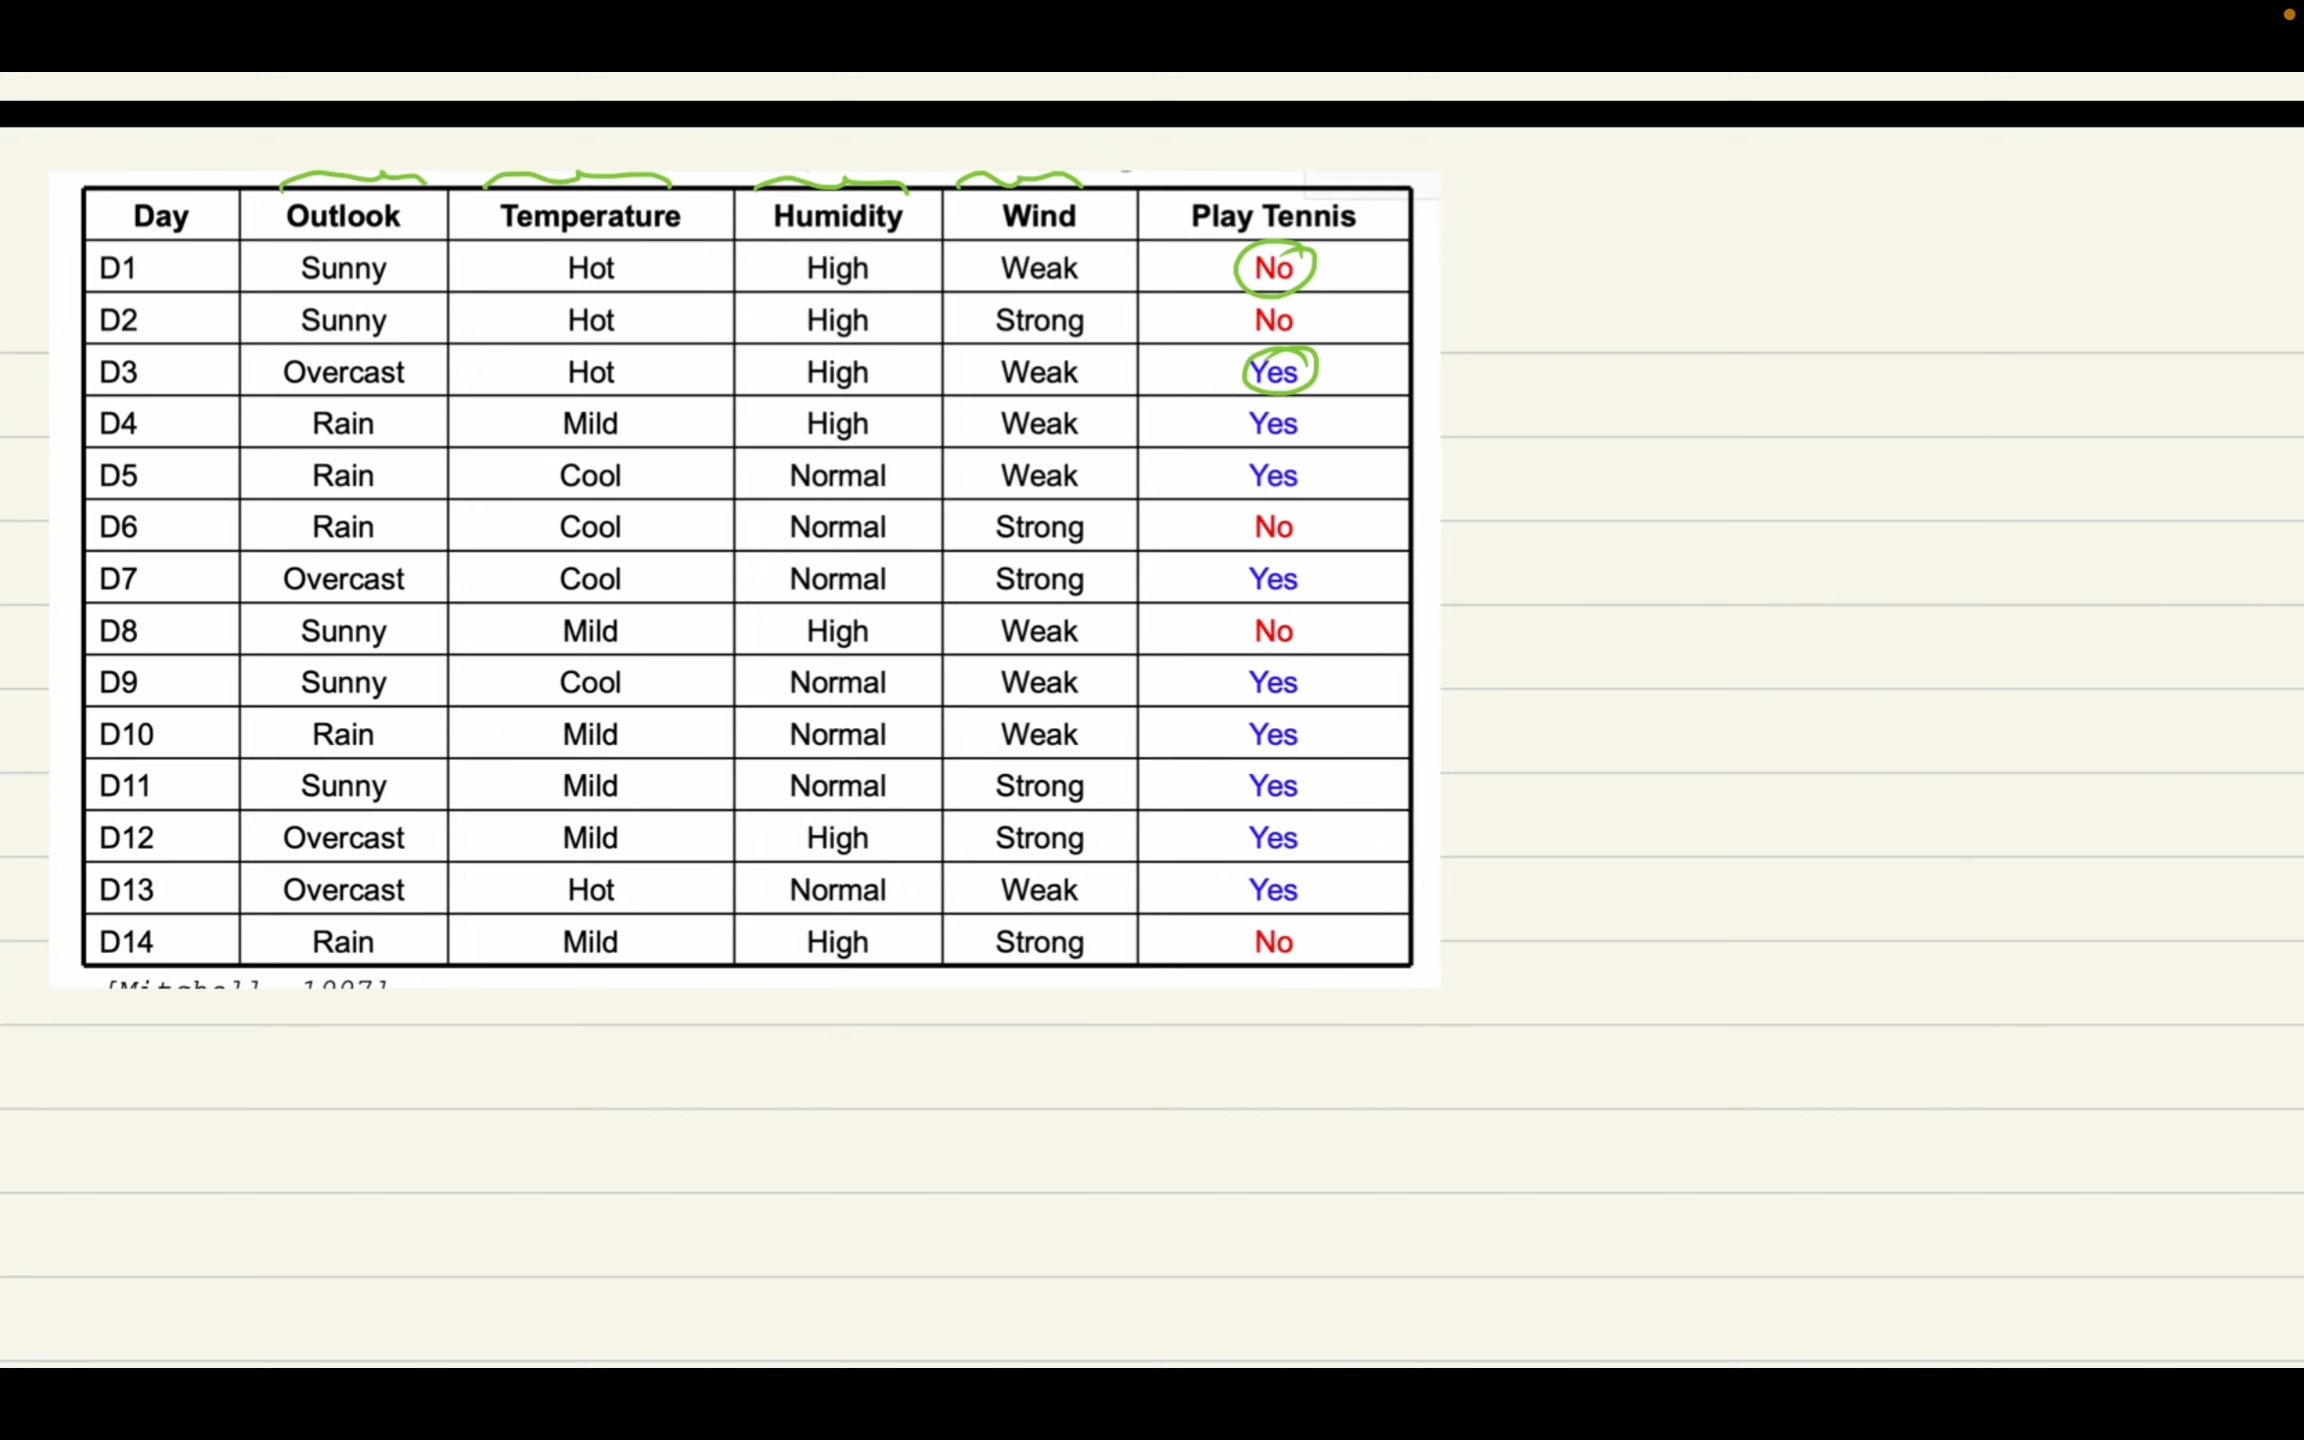 Day Outlook Temperature Humidity Wind Play Tennis
D1 Sunny Hot High Weak No
D2 Sunny Hot High Strong No
D3 Overcast Hot High Weak Yes
D4 Rain Mild High Weak Yes
D5 Rain Cool Normal Weak Yes
D6 Rain Cool Normal Strong No
D7 Overcast Cool Normal Strong Yes
D8 Sunny Mild High Weak No
D9 Sunny Cool Normal Weak Yes
D10 Rain Mild Normal Weak Yes
D11 Sunny Mild Normal Strong Yes
D12 Overcast Mild High Strong Yes
D13 Overcast Hot Normal Weak Yes
D14 Rain Mild High Strong No